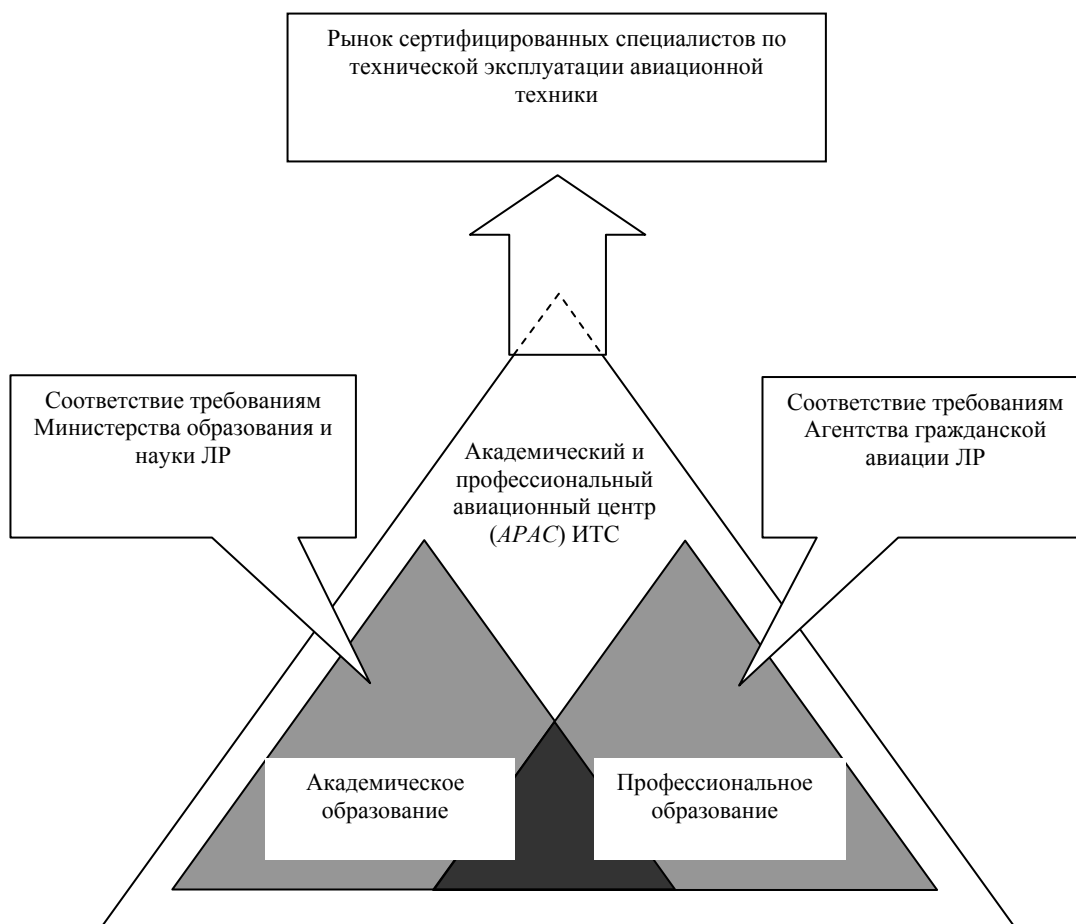 Рынок сертифицированных специалистов по
технической эксплуатации авиационной
техники
Соответствие требованиям
Министерства образования и
науки ЛР
Соответствие требованиям
Агентства гражданской
авиации ЛР
Академический и
профессиональный
авиационный центр
(APAC) ИТС
Академическое
образование
Профессиональное
образование